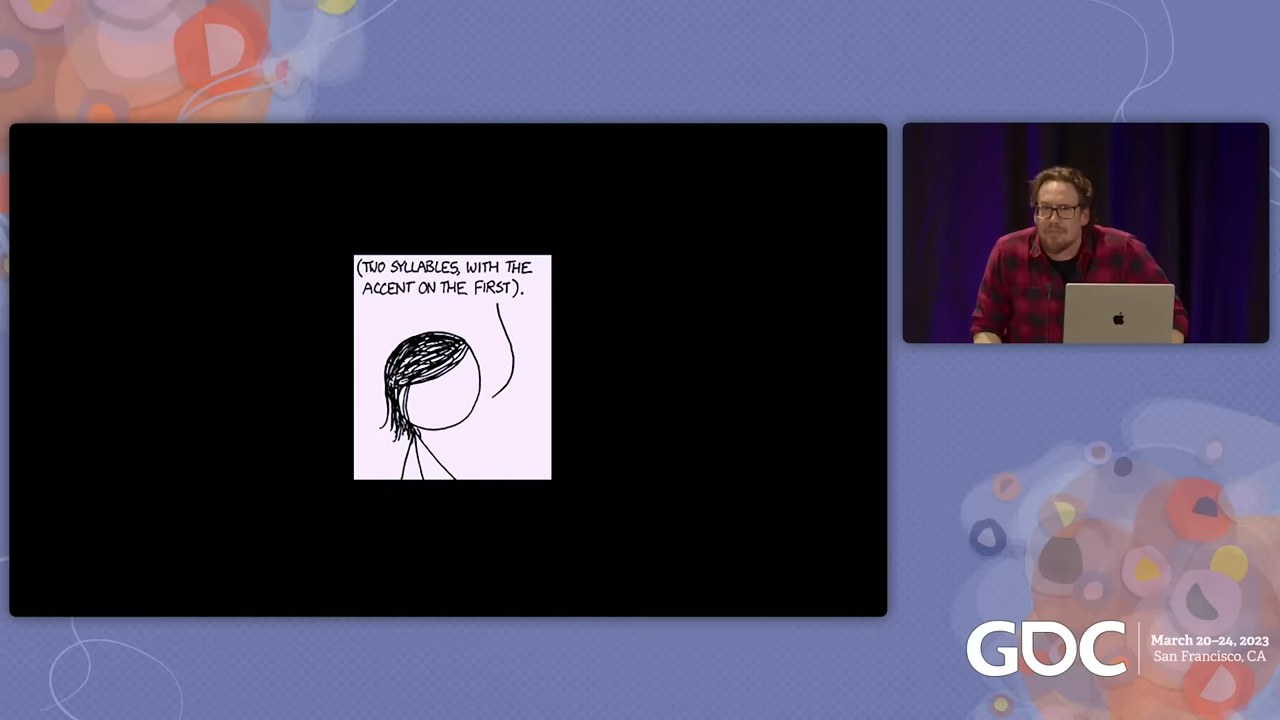 (TWO SYLLABLES, WITH THE
ACCENT ON THE FIRST).
GDC
March 20–24, 2023
San Francisco, CA